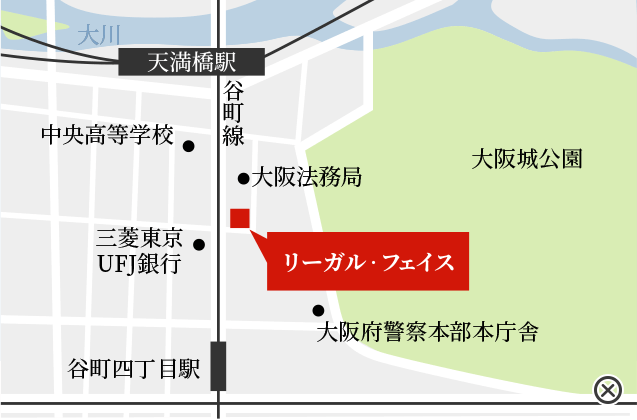 大川
天満橋駅
谷町線
中央高等学校
大阪城公園
大阪法務局
三菱東京
UFJ銀行
リーガル・フェイス
大阪府警察本部本庁舎
谷町四丁目駅